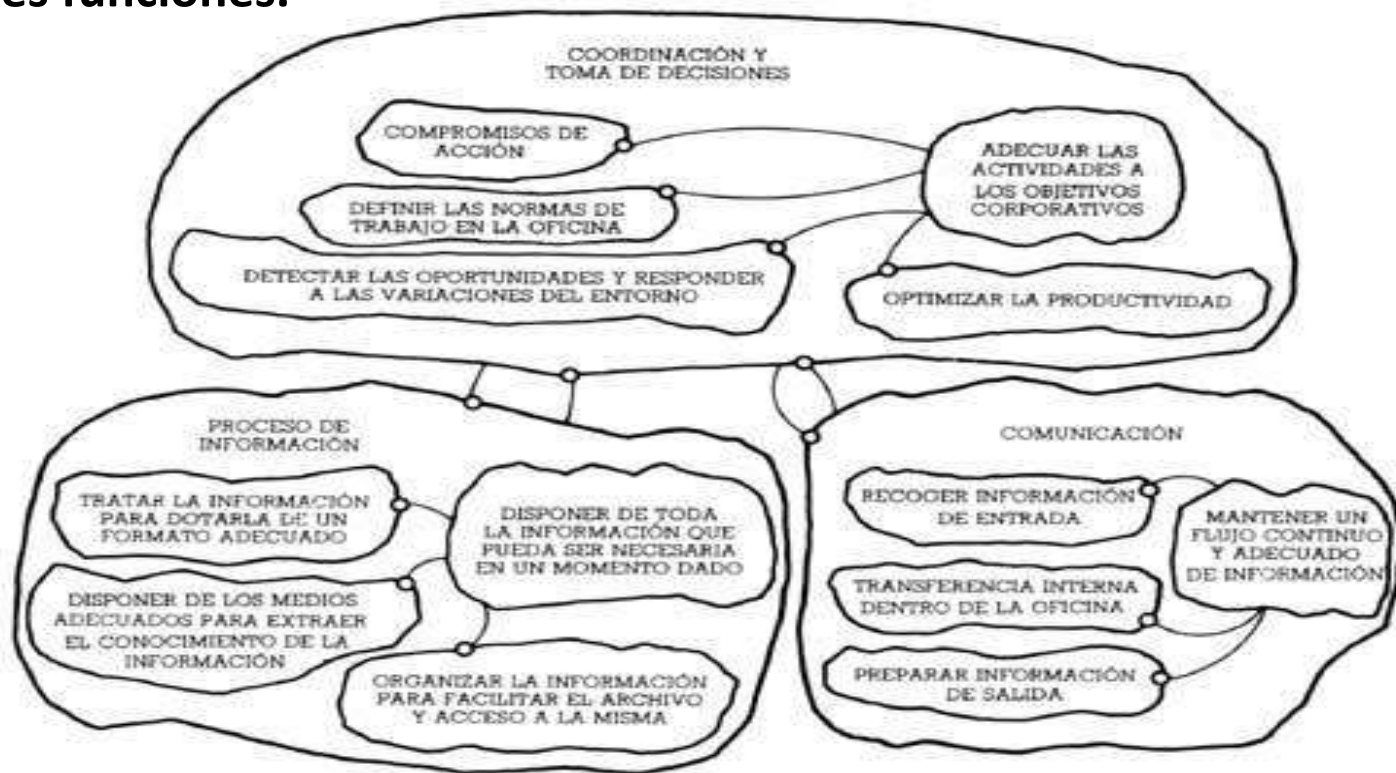 es funciones.
COORDINACIÓN Y
TOMA DE DECISIONES
COMPROMISOS DE
ACCIÓN
ADECUAR LAS
ACTIVIDADES A
LOS OBJETIVOS
CORPORATIVOS
DEFINIR LAS NORMAS DE
TRABAJO EN LA OFICINA
DETECTAR LAS OPORTUNIDADES Y RESPONDER
A LAS VARIACIONES DEL ENTORNO
OPTIMIZAR LA PRODUCTIVIDAD
PROCESO DE
INFORMACIÓN
TRATAR LA INFORMACIÓN
PARA DOTARLA DE UN
FORMATO ADECUADO
DISPONER DE TODA
LA INFORMACIÓN QUE
PUEDA SER NECESARIA
EN UN MOMENTO DADO
DISPONER DE LOS MEDIOS
ADECUADOS PARA EXTRAER
EL CONOCIMIENTO DE LA
INFORMACIÓN
ORGANIZAR LA INFORMACIÓN
PARA FACILITAR EL ARCHIVO
Y ACCESO A LA MISMA
COMUNICACIÓN
RECOGER INFORMACIÓN
DE ENTRADA
MANTENER UN
FLUJO CONTINUO
Y ADECUADO
DE INFORMACIÓN
TRANSFERENCIA INTERNA
DENTRO DE LA OFICINA
PREPARAR INFORMACIÓN
DE SALIDA